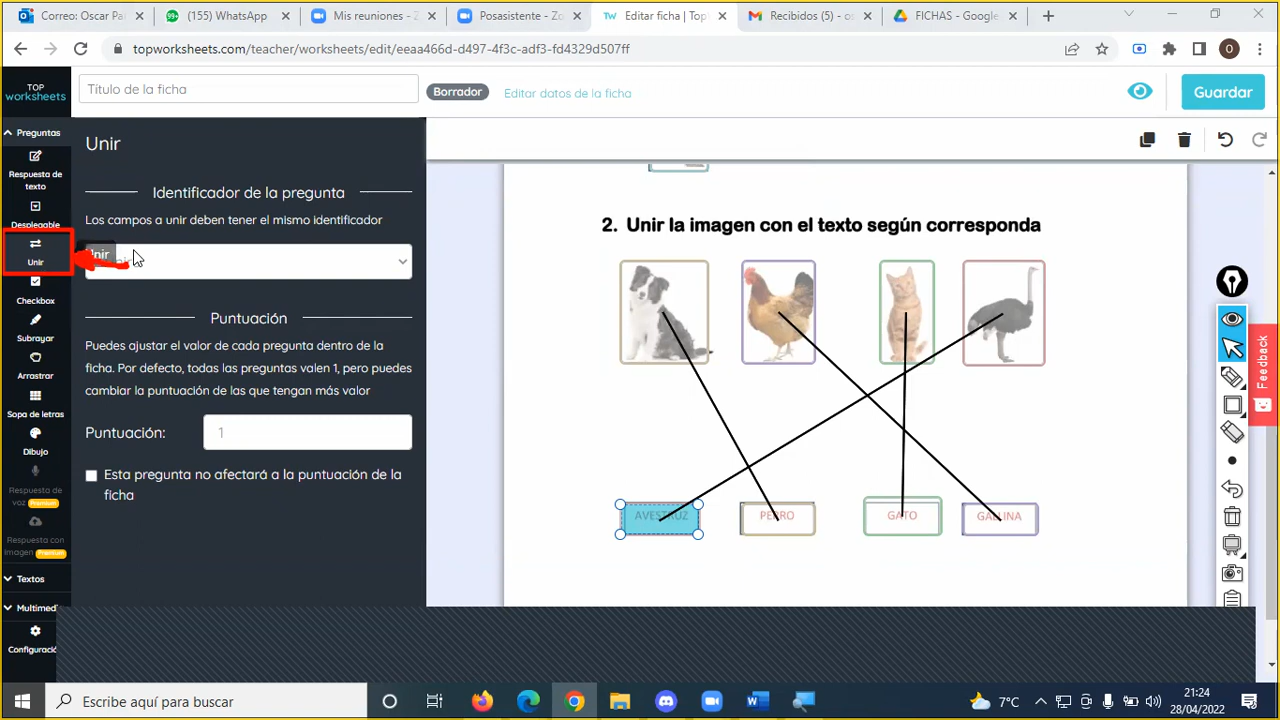 Correo: Oscar Pa
(155) WhatsApp
Mis reuniones - Z
Posasistente - Zo
Editar ficha | Top
Recibidos (5) - os
FICHAS - Google
topworksheets.com/teacher/worksheets/edit/eeaa466d-d497-4f3c-adf3-fd4329d507ff
O
TOP
worksheets
Titulo de la ficha
Borrador
Editar datos de la ficha
Guardar
Preguntas
Respuesta de
texto
Desplegable
Unir
Checkbox
Subrayar
Arrastrar
Sopa de letras
Dibujo
Respuesta de
voz Premium
Respuesta con
imagen Premium
Textos
Multimed
Configuració
Unir
Identificador de la pregunta
Los campos a unir deben tener el mismo identificador
Unir
Puntuación
Puedes ajustar el valor de cada pregunta dentro de la
ficha. Por defecto, todas las preguntas valen 1, pero puedes
cambiar la puntuación de las que tengan más valor
Puntuación: 1
Esta pregunta no afectará a la puntuación de la
ficha
2. Unir la imagen con el texto según corresponda
AVESTRUZ
PERRO
GATO
GALLINA
Feedback
Escribe aquí para buscar
7°C
21:24
28/04/2022